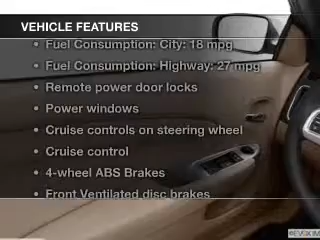 VEHICLE FEATURES
• Fuel Consumption: City: 18 mpg
• Fuel Consumption: Highway: 27 mpg
• Remote power door locks
• Power windows
• Cruise controls on steering wheel
• Cruise control
• 4-wheel ABS Brakes
• Front Ventilated disc brakes